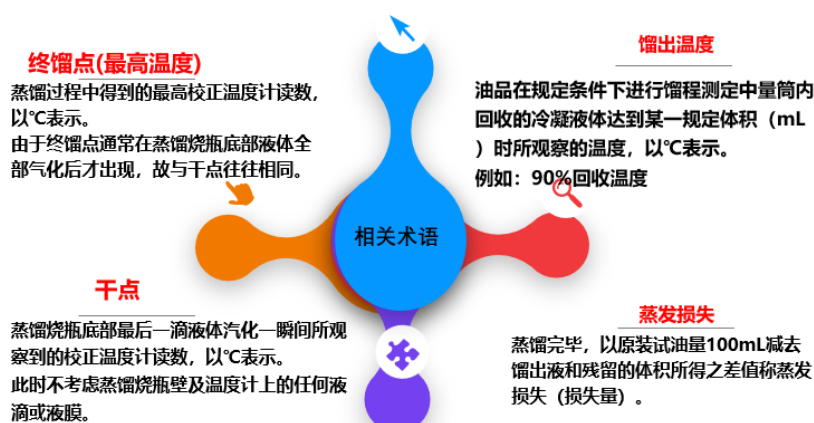 终馏点(最高温度)
蒸馏过程中得到的最高校正温度计读数，
以℃表示。
由于终馏点通常在蒸馏烧瓶底部液体全
部气化后才出现，故与干点往往相同。
馏出温度
油品在规定条件下进行馏程测定中量筒内
回收的冷凝液体达到某一规定体积（mL
）时所观察的温度，以℃表示。
例如：90%回收温度
相关术语
干点
蒸馏烧瓶底部最后一滴液体汽化一瞬间所观
察到的校正温度计读数，以℃表示。
此时不考虑蒸馏烧瓶壁及温度计上的任何液
滴或液膜。
蒸发损失
蒸馏完毕，以原装试油量100mL减去
馏出液和残留的体积所得之差值称蒸发
损失（损失量）。